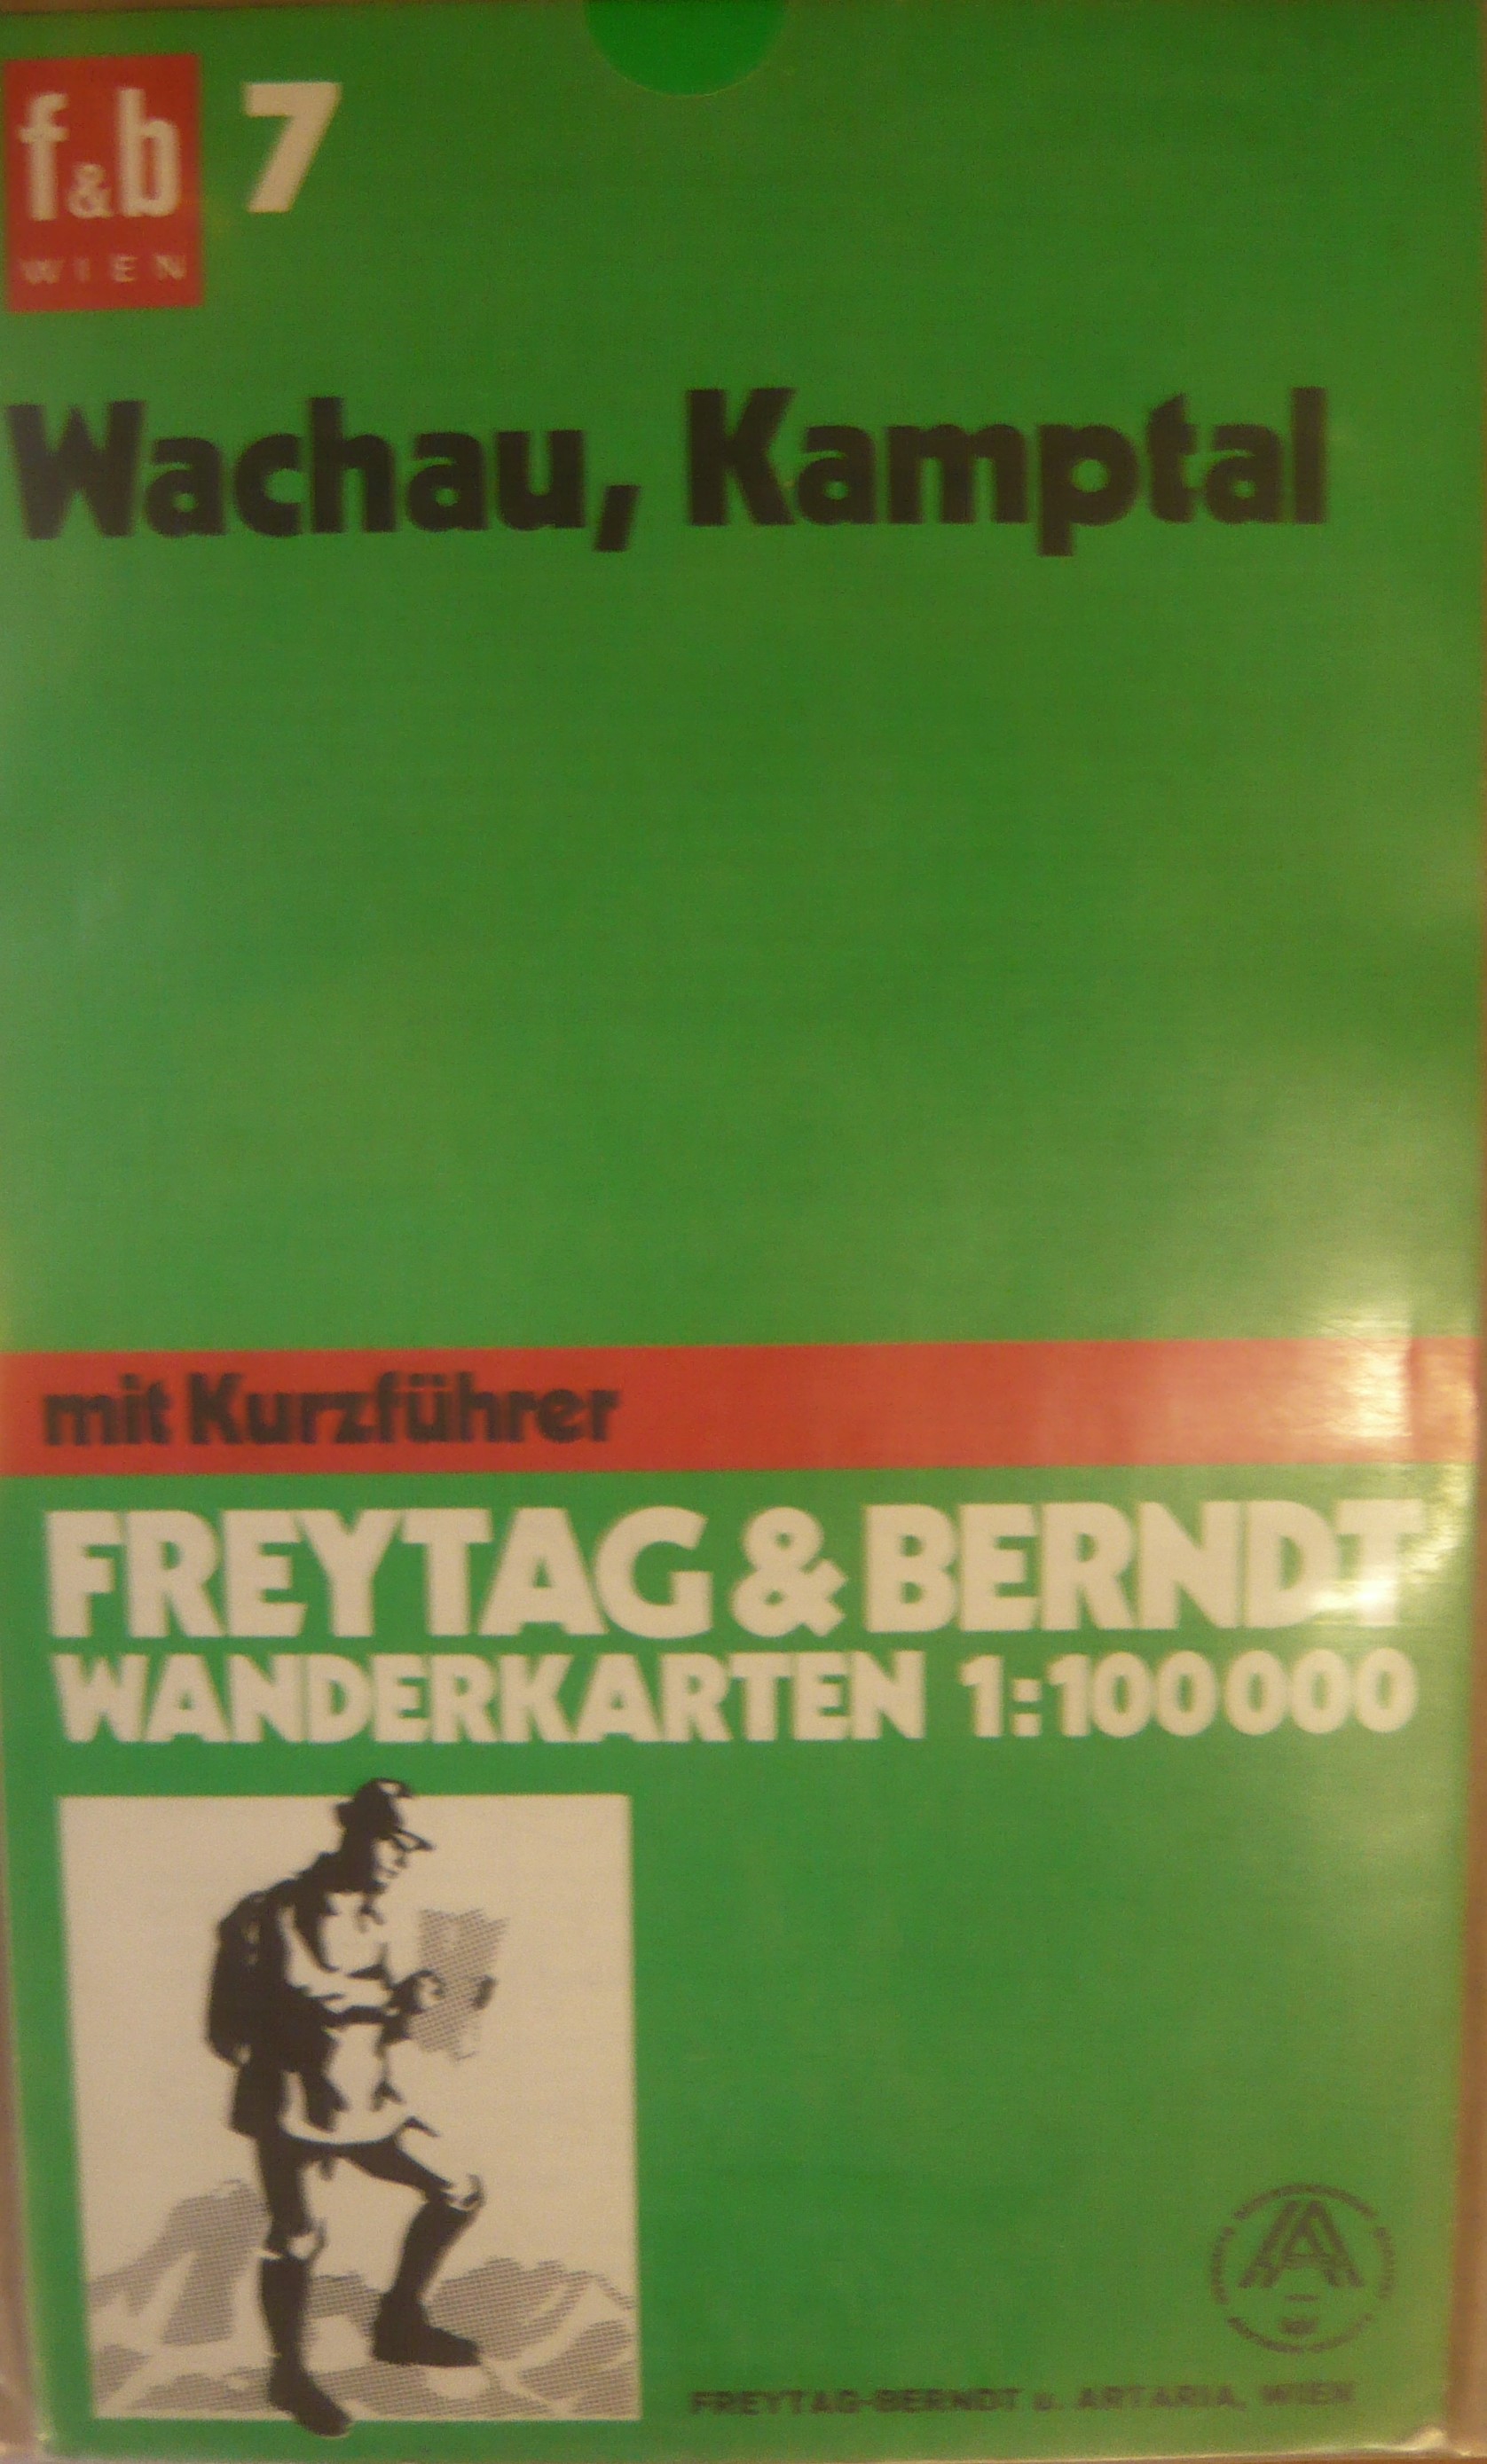 f&b
WIEN
7
Wachau, Kamptal
mit Kurzführer
FREYTAG & BERNDT
WANDERKARTEN 1:100 000
FREYTAG-BERNDT u. ARTARIA, WIEN